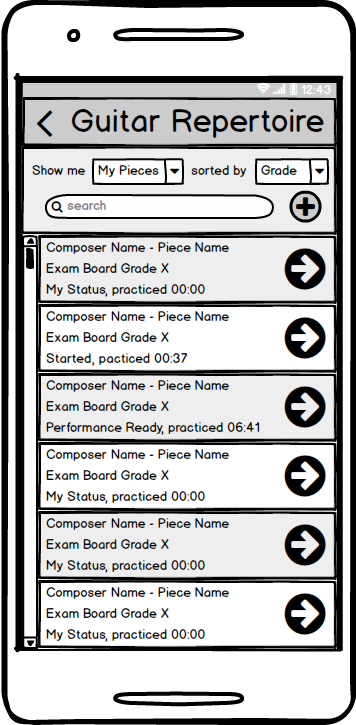 12:43
Guitar Repertoire
Show me My Pieces sorted by Grade
search
Composer Name - Piece Name
Exam Board Grade X
My Status, practiced 00:00
Composer Name - Piece Name
Exam Board Grade X
Started, pacticed 00:37
Composer Name - Piece Name
Exam Board Grade X
Performance Ready, practiced 06:41
Composer Name - Piece Name
Exam Board Grade X
My Status, practiced 00:00
Composer Name - Piece Name
Exam Board Grade X
My Status, practiced 00:00
Composer Name - Piece Name
Exam Board Grade X
My Status, practiced 00:00